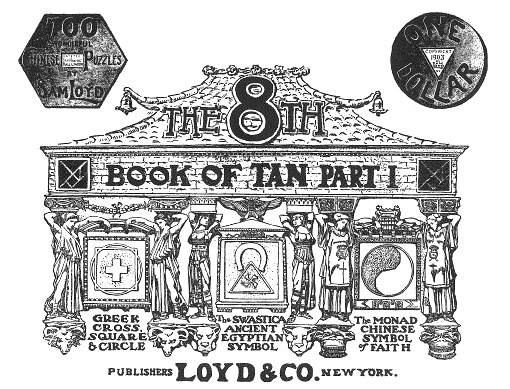 700
CHINESE PUZZLES
BY
SAM LOYD
ONE
COPYRIGHT
1903
DOLLAR
THE 8TH
BOOK OF TAN PART I
GREEK
CROSS,
SQUARE
& CIRCLE
The SWASTICA
ANCIENT
EGYPTIAN
SYMBOL
The MONAD
CHINESE
SYMBOL
of FAITH
PUBLISHERS LOYD & CO. NEW YORK.